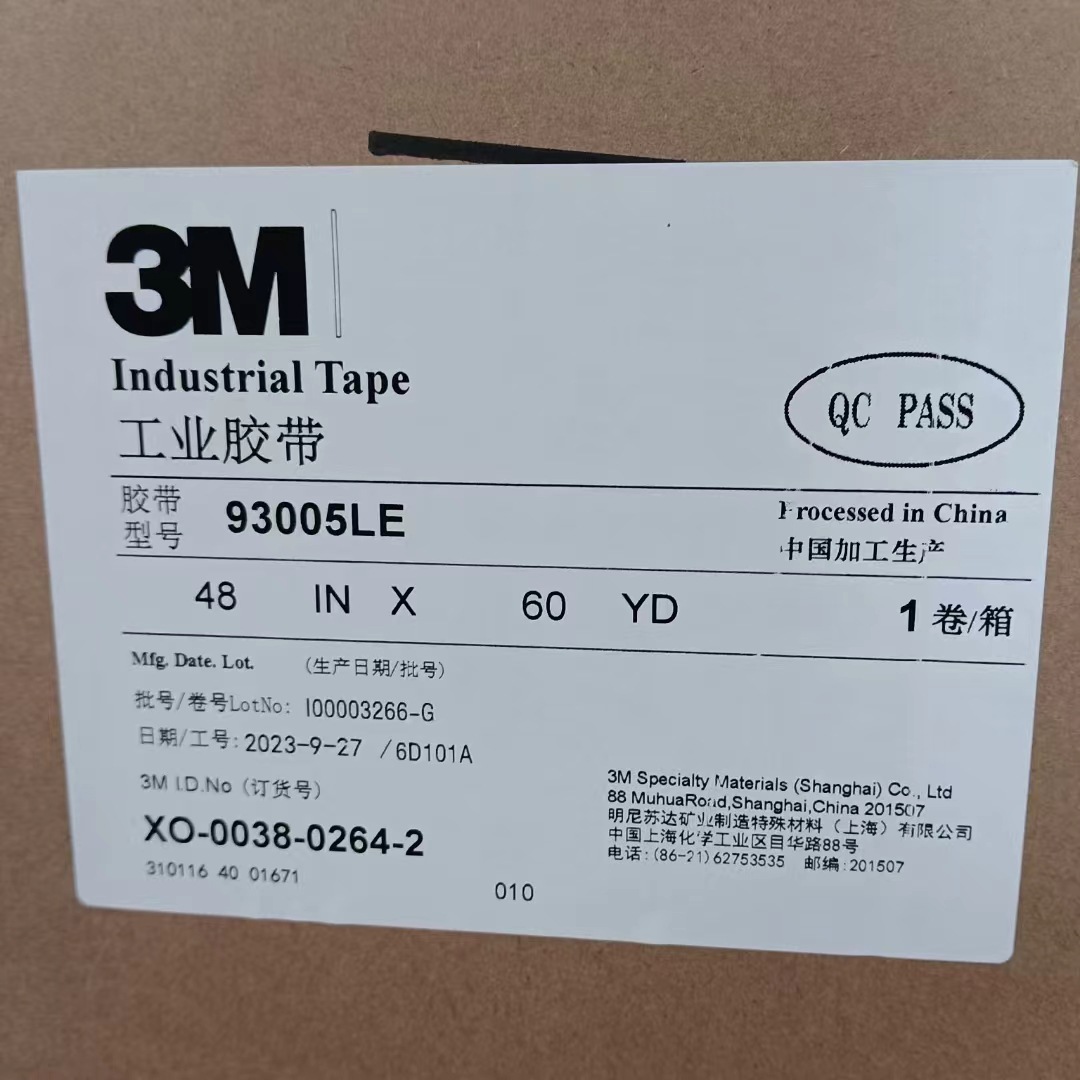 3M
Industrial Tape
工业胶带
QC PASS
胶带
型号 93005LE
Processed in China
中国加工生产
48 IN X 60 YD 1 卷/箱
Mfg. Date. Lot. (生产日期/批号)
批号/卷号LotNo: I00003266-G
日期/工号: 2023-9-27 /6D101A
3M I.D.No (订货号)
XO-0038-0264-2
310116 40 01671
010
3M Specialty Materials (Shanghai) Co., Ltd
88 MuhuaRoad,Shanghai,China 201507
明尼苏达矿业制造特殊材料（上海）有限公司
中国上海化学工业区目华路88号
电话:(86-21)62753535 邮编:201507